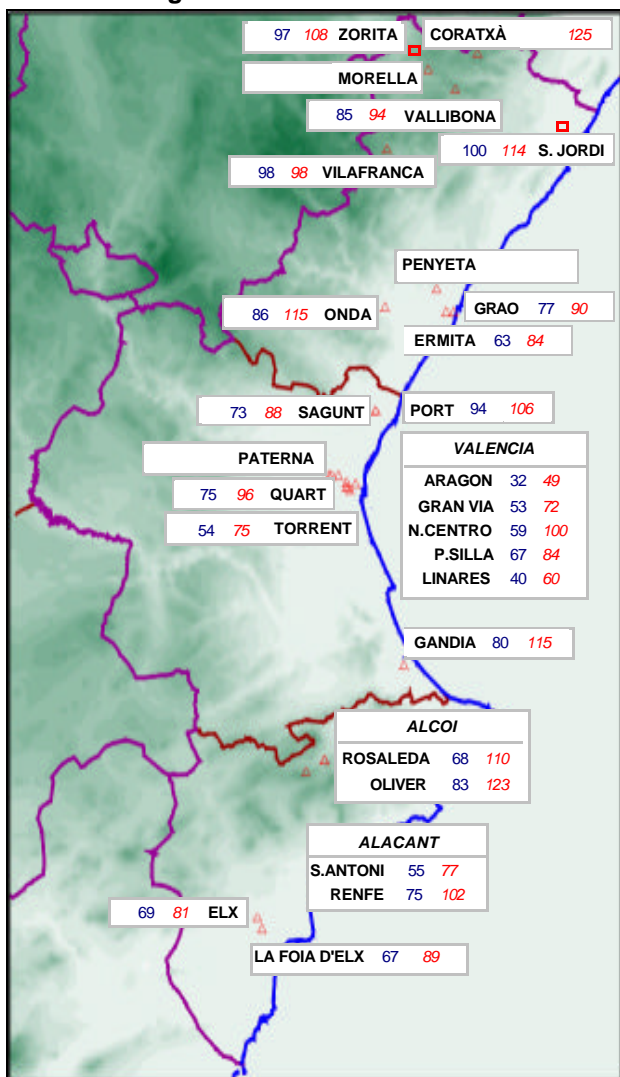 97 108 ZORITA
CORATXÀ 125
MORELLA
85 94 VALLIBONA
100 114 S. JORDI
98 98 VILAFRANCA
PENYETA
86 115 ONDA
GRAO 77 90
ERMITA 63 84
73 88 SAGUNT
PORT 94 106
PATERNA
75 96 QUART
54 75 TORRENT
VALENCIA
ARAGON 32 49
GRAN VIA 53 72
N.CENTRO 59 100
P.SILLA 67 84
LINARES 40 60
GANDIA 80 115
ALCOI
ROSALEDA 68 110
OLIVER 83 123
ALACANT
S.ANTONI 55 77
RENFE 75 102
69 81 ELX
LA FOIA D'ELX 67 89